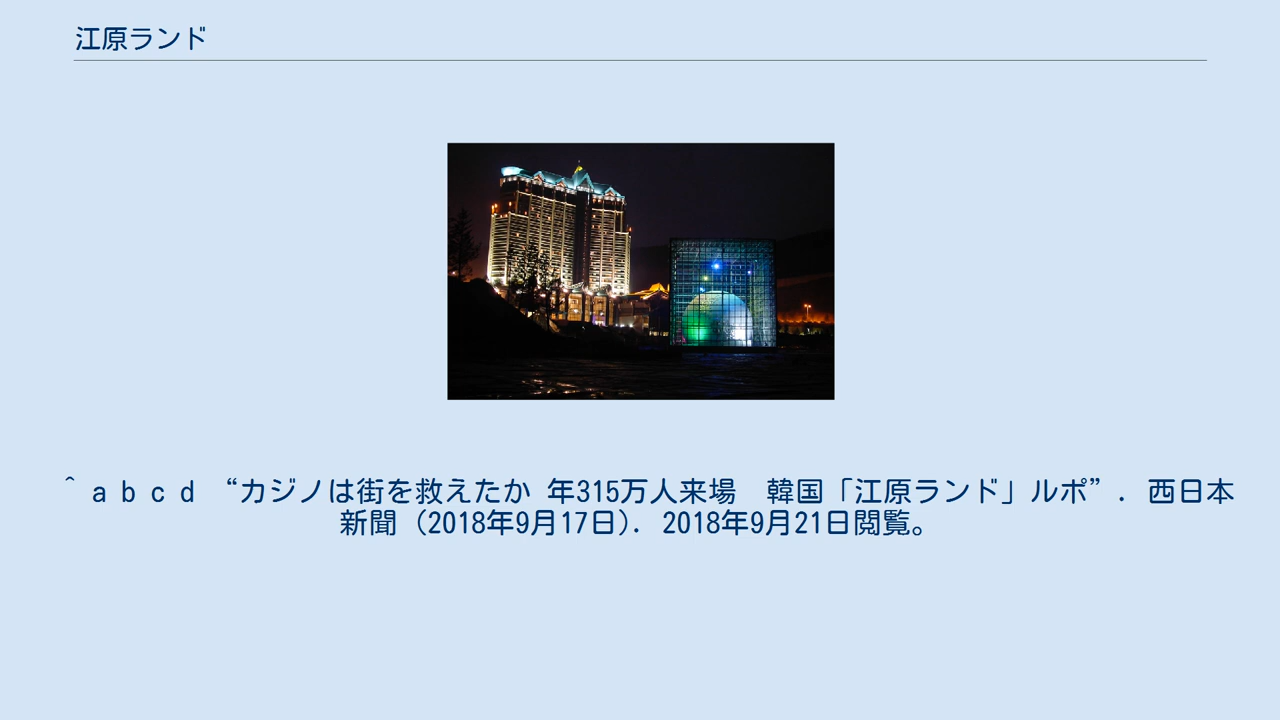 江原ランド
^ a b c d “カジノは街を救えたか 年315万人来場　韓国「江原ランド」ルポ”. 西日本
新聞 (2018年9月17日). 2018年9月21日閲覧。